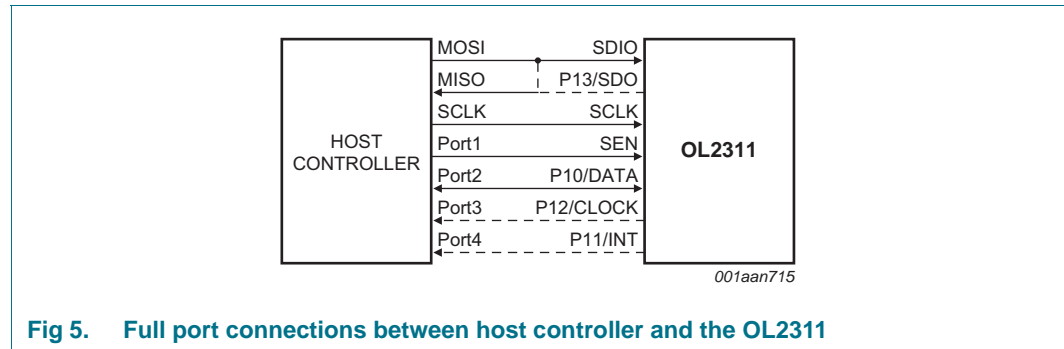 MOSI SDIO
MISO P13/SDO
SCLK SCLK
HOST CONTROLLER
Port1 SEN
OL2311
Port2 P10/DATA
Port3 P12/CLOCK
Port4 P11/INT
001aan715
Fig 5. Full port connections between host controller and the OL2311